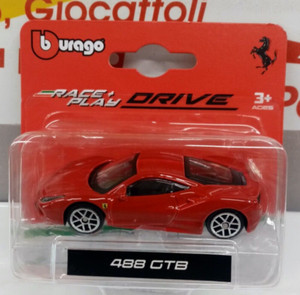 , Giocattoli
burago
RACE+ DRIVE
PLAY
3+
AGES
488 GTB